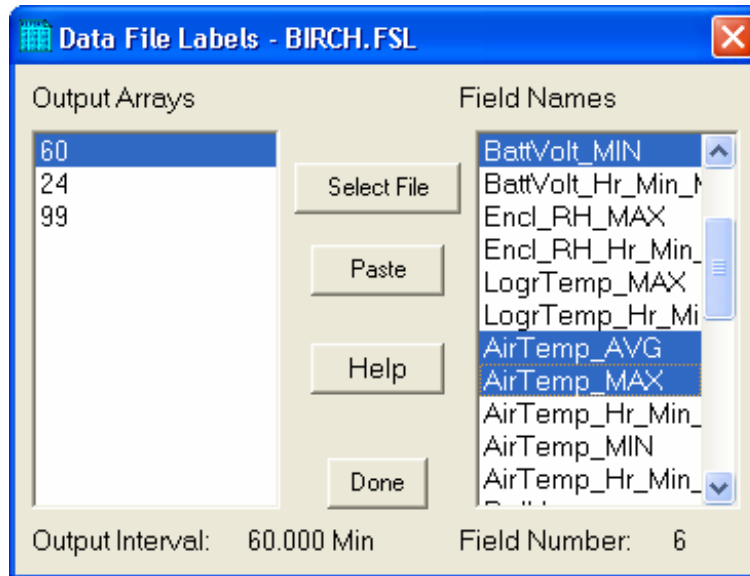 Data File Labels - BIRCH.FSL
Output Arrays
Field Names
60
24
99
Select File
Paste
Help
Done
BattVolt_MIN
BattVolt_Hr_Min_M
Encl_RH_MAX
Encl_RH_Hr_Min_
LogrTemp_MAX
LogrTemp_Hr_Mi
AirTemp_AVG
AirTemp_MAX
AirTemp_Hr_Min_
AirTemp_MIN
AirTemp_Hr_Min_
Output Interval: 60.000 Min
Field Number: 6